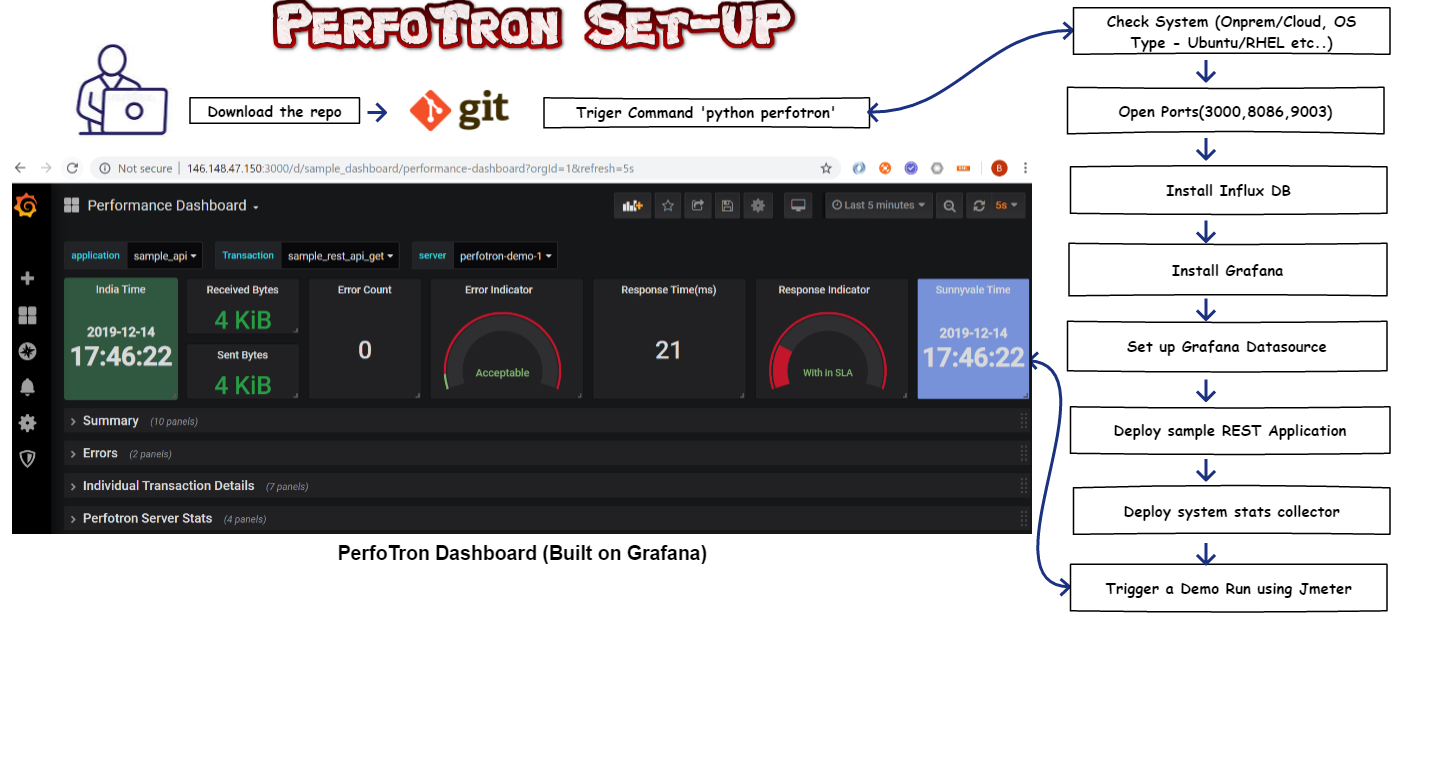 PERFOTRON SET-UP
Download the repo
git
Triger Command 'python perfotron'
Check System (Onprem/Cloud, OS
Type - Ubuntu/RHEL etc..)
Open Ports(3000,8086,9003)
Install Influx DB
Install Grafana
Set up Grafana Datasource
Deploy sample REST Application
Deploy system stats collector
Trigger a Demo Run using Jmeter
Not secure | 146.148.47.150:3000/d/sample_dashboard/performance-dashboard?orgId=1&refresh=5s
B
Performance Dashboard
Last 5 minutes
5s
application sample_api Transaction sample_rest_api_get server perfotron-demo-1
India Time
2019-12-14
17:46:22
Received Bytes
4 KiB
Sent Bytes
4 KiB
Error Count
0
Error Indicator
Acceptable
Response Time(ms)
21
Response Indicator
With in SLA
Sunnyvale Time
2019-12-14
17:46:22
Summary (10 panels)
Errors (2 panels)
Individual Transaction Details (7 panels)
Perfotron Server Stats (4 panels)
PerfoTron Dashboard (Built on Grafana)